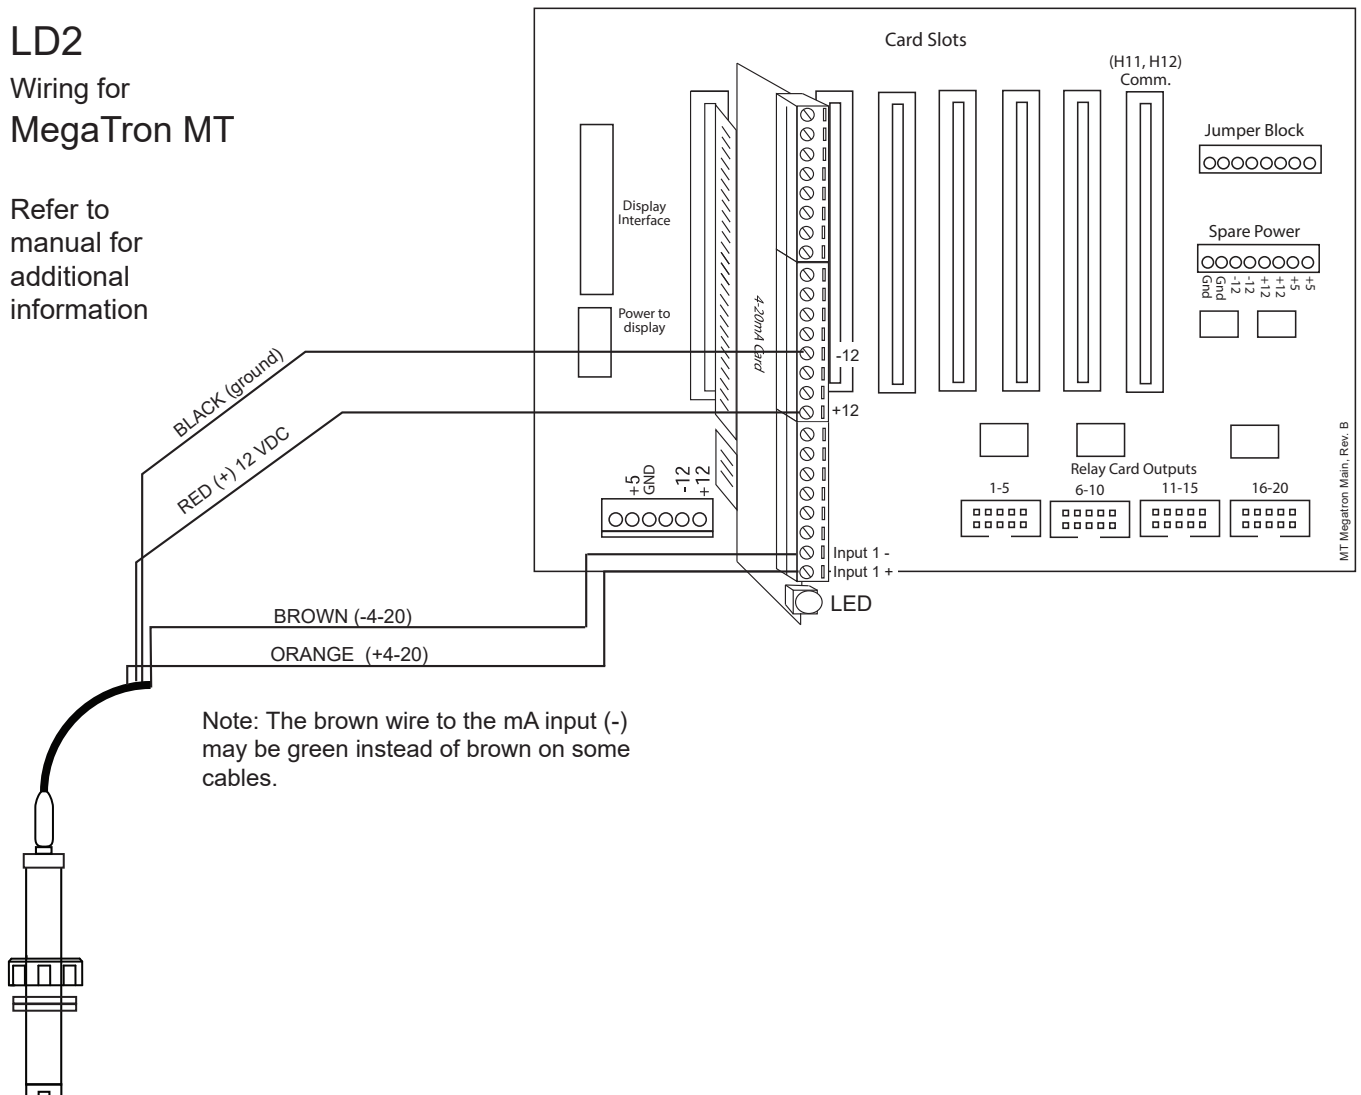 LD2
Wiring for
MegaTron MT
Refer to
manual for
additional
information
Card Slots
(H11, H12)
Comm.
Jumper Block
Display
Interface
Spare Power
Gnd
Gnd
-12
-12
+12
+12
+5
+5
Power to
display
4-20mA Card
-12
+12
BLACK (ground)
RED (+) 12 VDC
+5
GND
-12
+12
Relay Card Outputs
1-5
6-10
11-15
16-20
MT Megatron Main, Rev. B
Input 1 -
Input 1 +
LED
BROWN (-4-20)
ORANGE (+4-20)
Note: The brown wire to the mA input (-)
may be green instead of brown on some
cables.